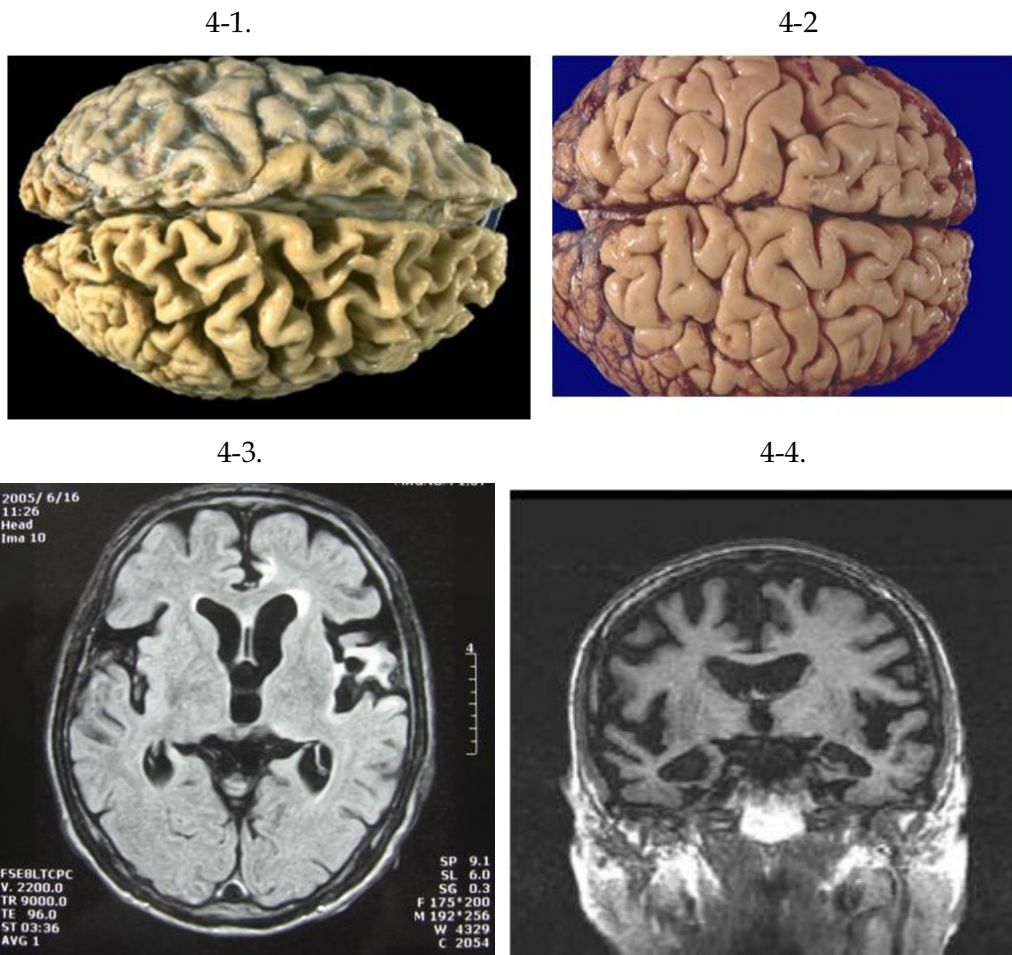 4-1.
4-2
4-3.
4-4.
2005/ 6/16
11:26
Head
Ima 10
4
FSE8LTCPC
V. 2200.0
TR 9000.0
TE 96.0
ST 03:36
AVG 1
SP 9.1
SL 6.0
SG 0.3
F 175*200
M 192*256
W 4329
C 2054